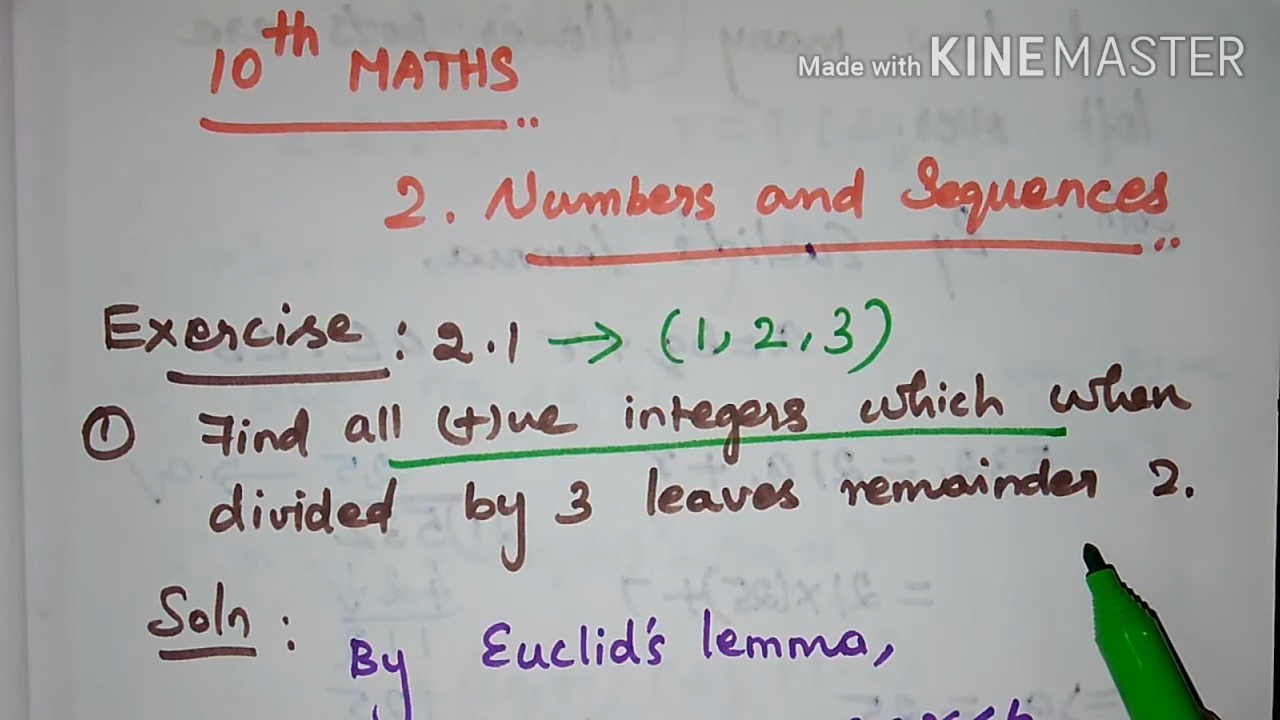 10th MATHS
Made with KINEMASTER
2. Numbers and Sequences
Exercise : 2.1 → (1, 2, 3)
① Find all (+)ve integers which when
divided by 3 leaves remainder 2.
Soln :
By Euclid's lemma,